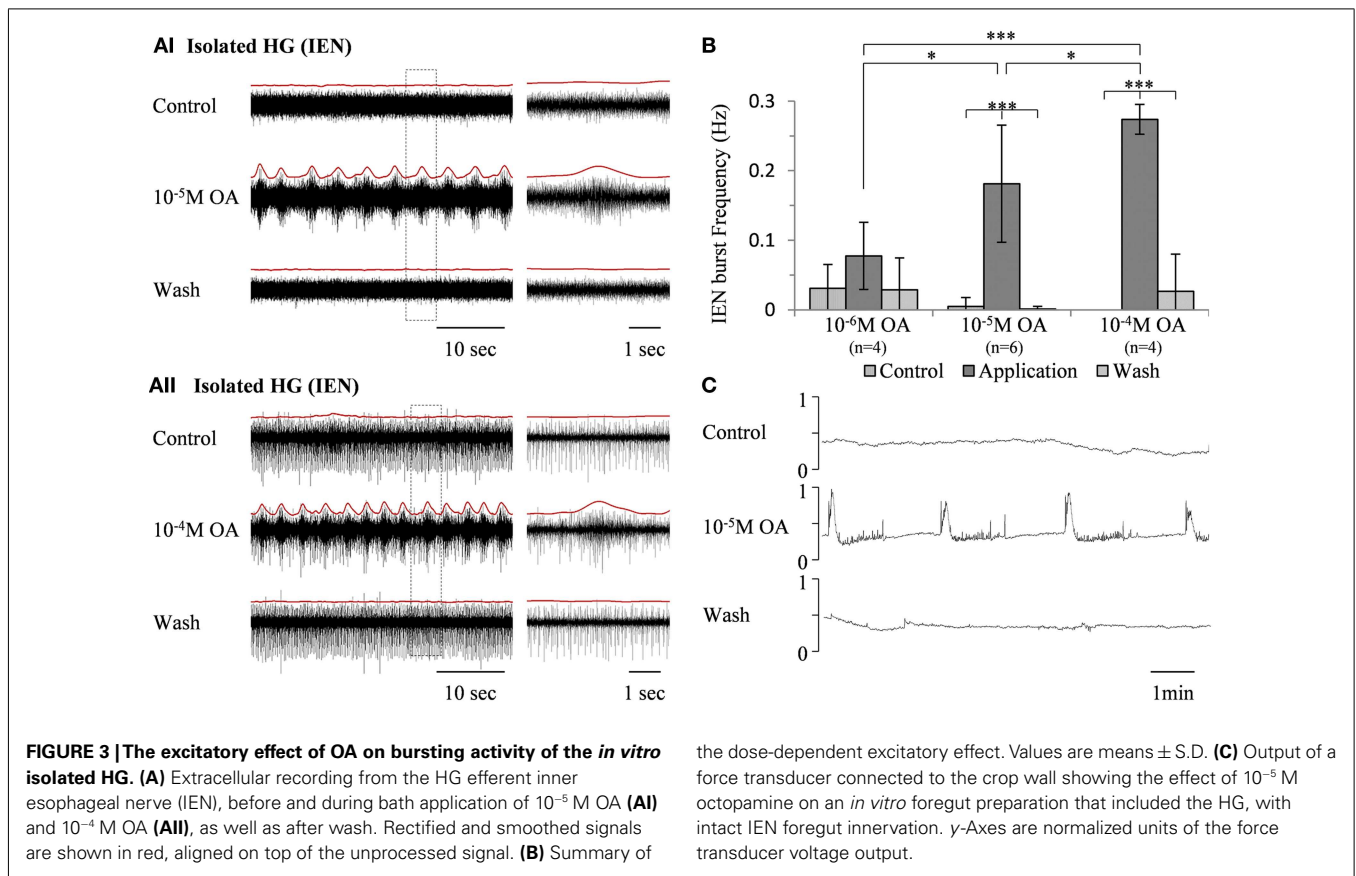 AI Isolated HG (IEN)
Control
10⁻⁵M OA
Wash
10 sec
1 sec
AII Isolated HG (IEN)
Control
10⁻⁴M OA
Wash
10 sec
1 sec
B
***
*
*
***
***
IEN burst Frequency (Hz)
0.3
0.2
0.1
0
10⁻⁶M OA
10⁻⁵M OA
10⁻⁴M OA
(n=4)
(n=6)
(n=4)
Control Application Wash
C
Control
1
0
10⁻⁵M OA
1
0
Wash
1
0
1min
FIGURE 3 | The excitatory effect of OA on bursting activity of the in vitro
isolated HG. (A) Extracellular recording from the HG efferent inner
esophageal nerve (IEN), before and during bath application of 10⁻⁵ M OA (AI)
and 10⁻⁴ M OA (AII), as well as after wash. Rectified and smoothed signals
are shown in red, aligned on top of the unprocessed signal. (B) Summary of
the dose-dependent excitatory effect. Values are means ± S.D. (C) Output of a
force transducer connected to the crop wall showing the effect of 10⁻⁵ M
octopamine on an in vitro foregut preparation that included the HG, with
intact IEN foregut innervation. y-Axes are normalized units of the force
transducer voltage output.